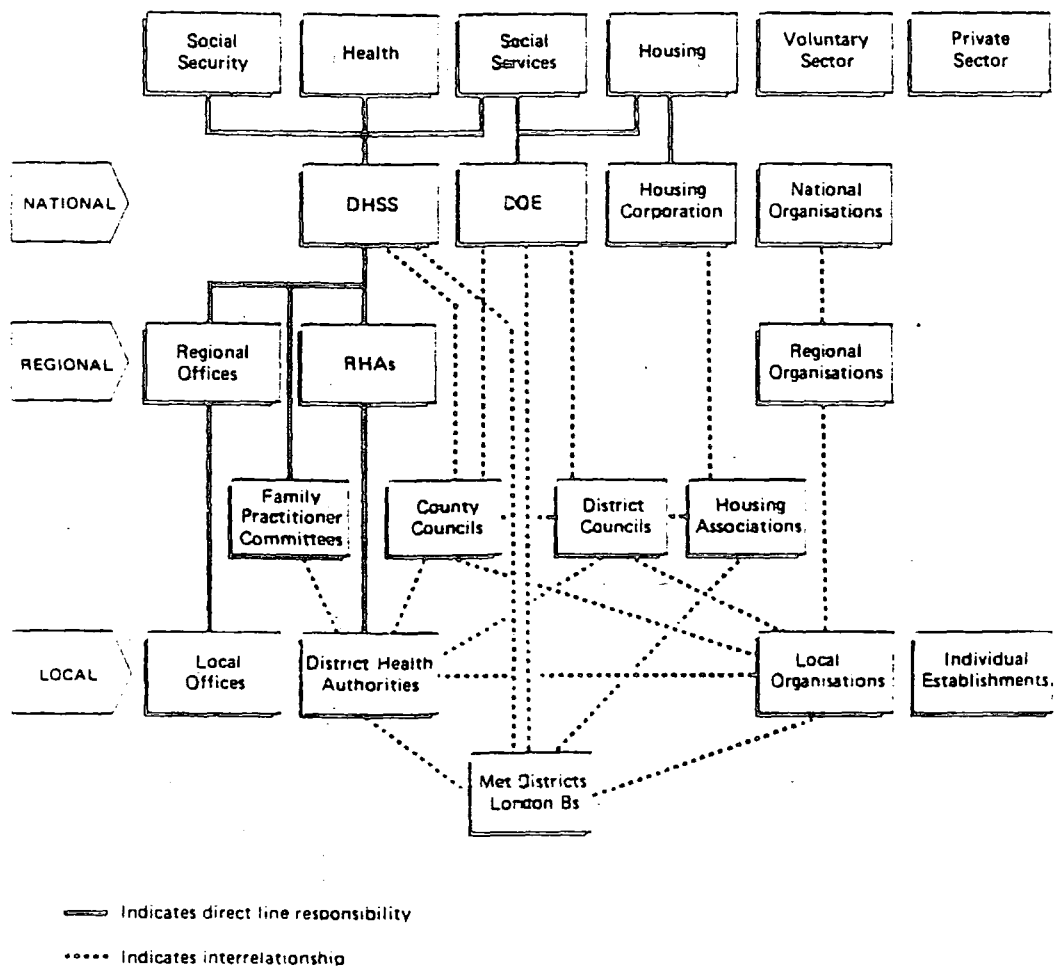 Social
Security
Health
Social
Services
Housing
Voluntary
Sector
Private
Sector
NATIONAL
DHSS
DOE
Housing
Corporation
National
Organisations
REGIONAL
Regional
Offices
RHAs
Regional
Organisations
Family
Practitioner
Committees
County
Councils
District
Councils
Housing
Associations
LOCAL
Local
Offices
District Health
Authorities
Local
Organisations
Individual
Establishments
Met Districts
London Bs
Indicates direct line responsibility
Indicates interrelationship